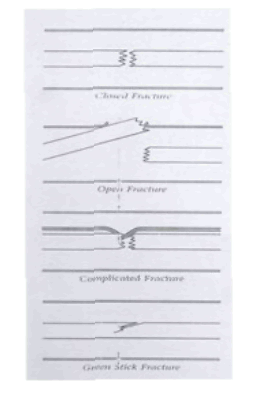 Closed Fracture
Open Fracture
Complicated Fracture
Green Stick Fracture